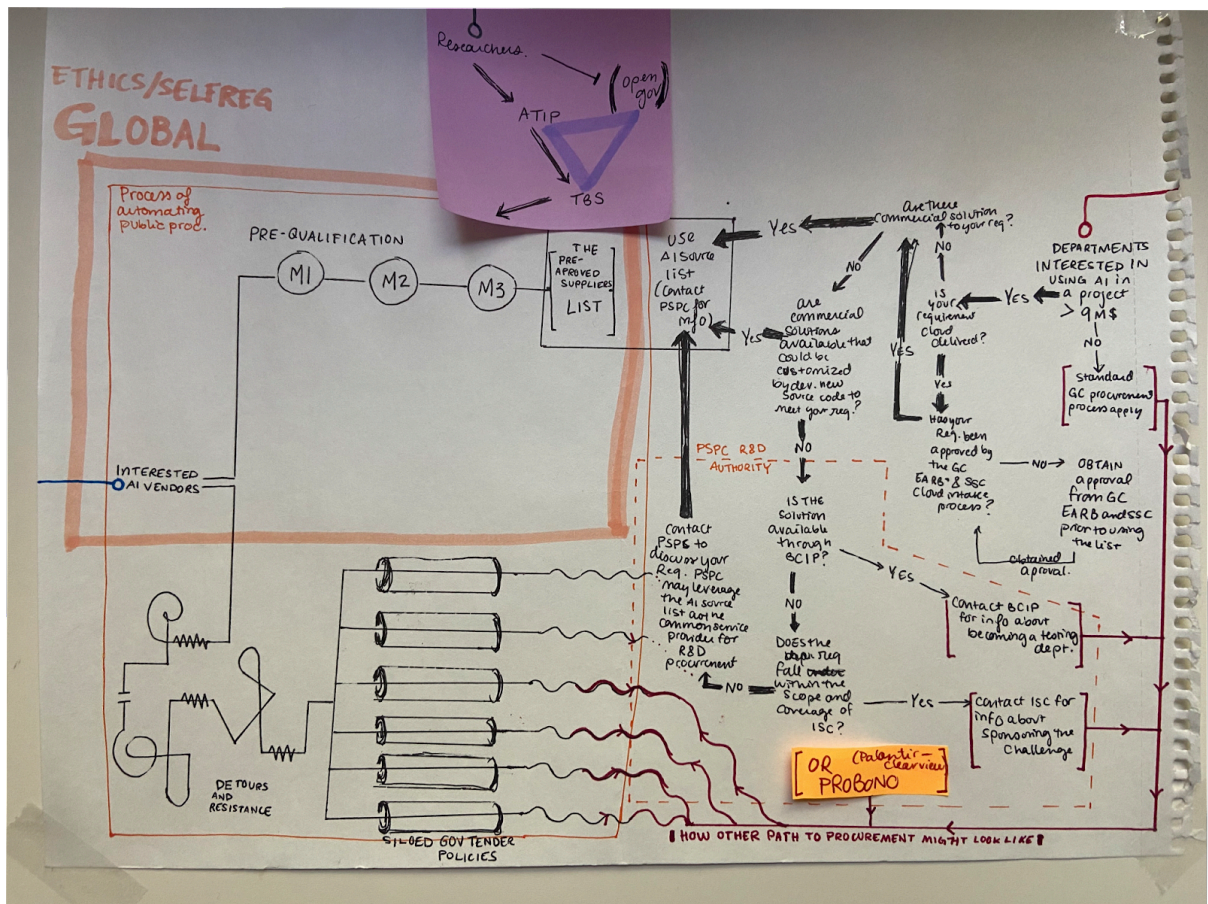 ETHICS/SELFREG
GLOBAL
Researchers.
(open
gov)
ATIP
TBS
Process of
automating
public proc.
PRE-QUALIFICATION
M1
M2
M3
THE
PRE-
APROVED
SUPPLIERS
LIST
INTERESTED
AI VENDORS
DETOURS
AND
RESISTANCE
SILOED GOV TENDER
POLICIES
USE
AI Source
list
(Contact
PSPC for
info)
Yes
are there
commercial solution
to your req?
NO
NO
DEPARTMENTS
INTERESTED IN
USING AI in
a project
> 9M$
YES
NO
Standard
GC procurement
process apply
is
your
requirement
cloud
delivered?
Yes
YES
Has your
Req. been
approved by
the GC
EARB & SSC
Cloud intake
process?
NO
OBTAIN
approval
from GC
EARB and SSC
prior to using
the list
obtained
aproval.
are
commercial
solutions
available that
could be
customized
by dev. new
source code to
meet your req.?
Yes
NO
PSPC R&D
AUTHORITY
IS THE
Solution
available
through
BCIP?
YES
Contact BCIP
for info about
becoming a testing
dept.
NO
DOES the
req
fall
within the
scope and
coverage of
ISC?
Yes
Contact ISC for
info about
sponsoring the
challenge
NO
Contact
PSPS to
discuss your
Req. PSPC
may leverage
the AI source
list as the
common service
provider for
R&D
procurement
OR (Palantir-
clearview)
PROBONO
HOW OTHER PATH TO PROCUREMENT MIGHT LOOK LIKE